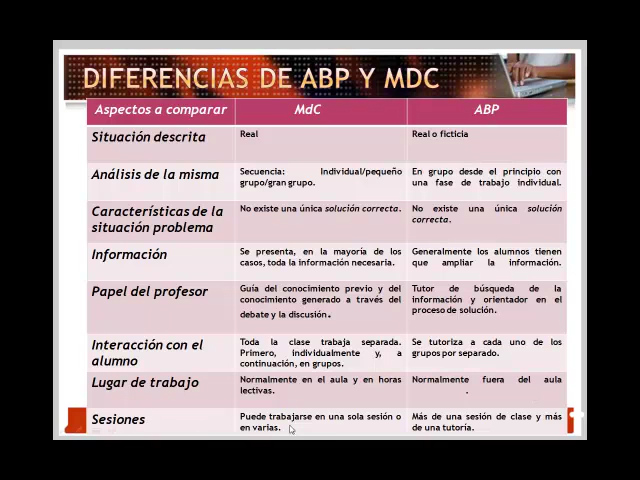 DIFERENCIAS DE ABP Y MDC
Aspectos a comparar MdC ABP
Situación descrita Real Real o ficticia
Análisis de la misma
Secuencia: Individual/pequeño
grupo/gran grupo.
En grupo desde el principio con
una fase de trabajo individual.
Características de la
situación problema
No existe una única solución correcta.
No existe una única solución
correcta.
Información
Se presenta, en la mayoría de los
casos, toda la información necesaria.
Generalmente los alumnos tienen
que ampliar la información.
Papel del profesor
Guía del conocimiento previo y del
conocimiento generado a través del
debate y la discusión.
Tutor de búsqueda de la
información y orientador en el
proceso de solución.
Interacción con el
alumno
Toda la clase trabaja separada.
Primero, individualmente y, a
continuación, en grupos.
Se tutoriza a cada uno de los
grupos por separado.
Lugar de trabajo
Normalmente en el aula y en horas
lectivas.
Normalmente fuera del aula
.
Sesiones
Puede trabajarse en una sola sesión o
en varias.
Más de una sesión de clase y más
de una tutoría.